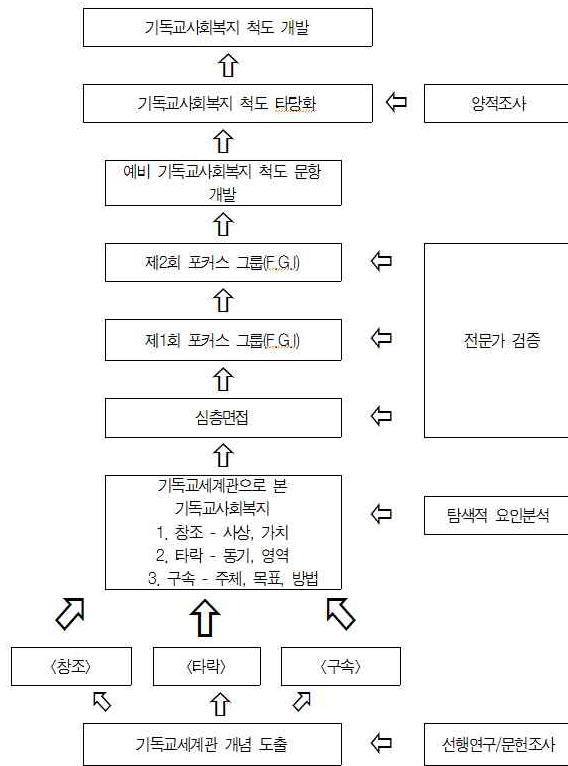 기독교사회복지 척도 개발
기독교사회복지 척도 타당화
양적조사
예비 기독교사회복지 척도 문항
개발
제2회 포커스 그룹(F.G.I)
제1회 포커스 그룹(F.G.I)
전문가 검증
심층면접
기독교세계관으로 본
기독교사회복지
1. 창조 - 사상, 가치
2. 타락 - 동기, 영역
3. 구속 - 주체, 목표, 방법
탐색적 요인분석
<창조>
<타락>
<구속>
기독교세계관 개념 도출
선행연구/문헌조사